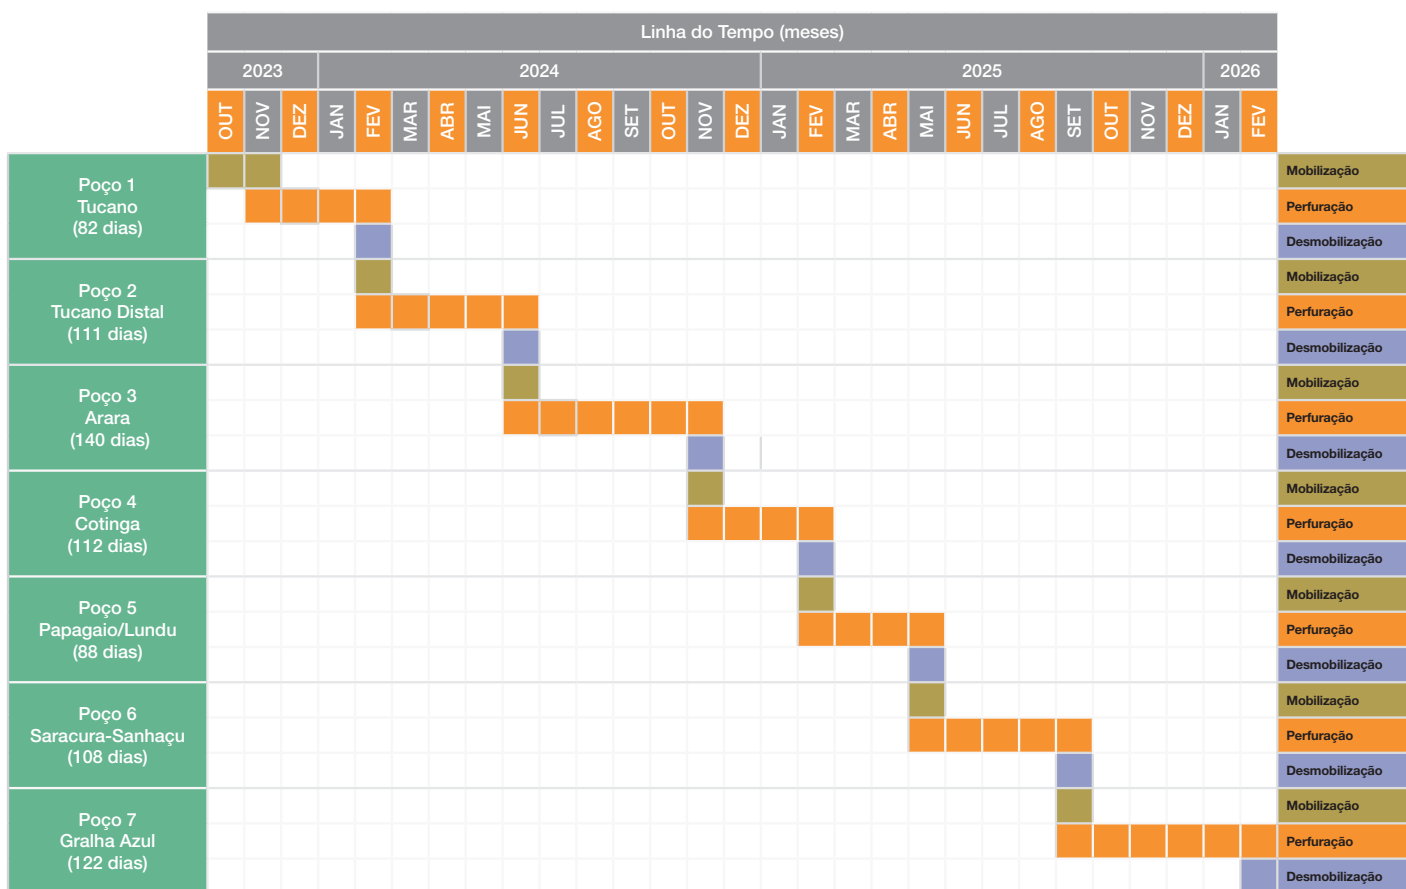 Linha do Tempo (meses)
2023 2024 2025 2026
OUT NOV DEZ JAN FEV MAR ABR MAI JUN JUL AGO SET OUT NOV DEZ JAN FEV MAR ABR MAI JUN JUL AGO SET OUT NOV DEZ JAN FEV
Poço 1
Tucano
(82 dias)
Mobilização
Perfuração
Desmobilização
Poço 2
Tucano Distal
(111 dias)
Mobilização
Perfuração
Desmobilização
Poço 3
Arara
(140 dias)
Mobilização
Perfuração
Desmobilização
Poço 4
Cotinga
(112 dias)
Mobilização
Perfuração
Desmobilização
Poço 5
Papagaio/Lundu
(88 dias)
Mobilização
Perfuração
Desmobilização
Poço 6
Saracura-Sanhaçu
(108 dias)
Mobilização
Perfuração
Desmobilização
Poço 7
Gralha Azul
(122 dias)
Mobilização
Perfuração
Desmobilização